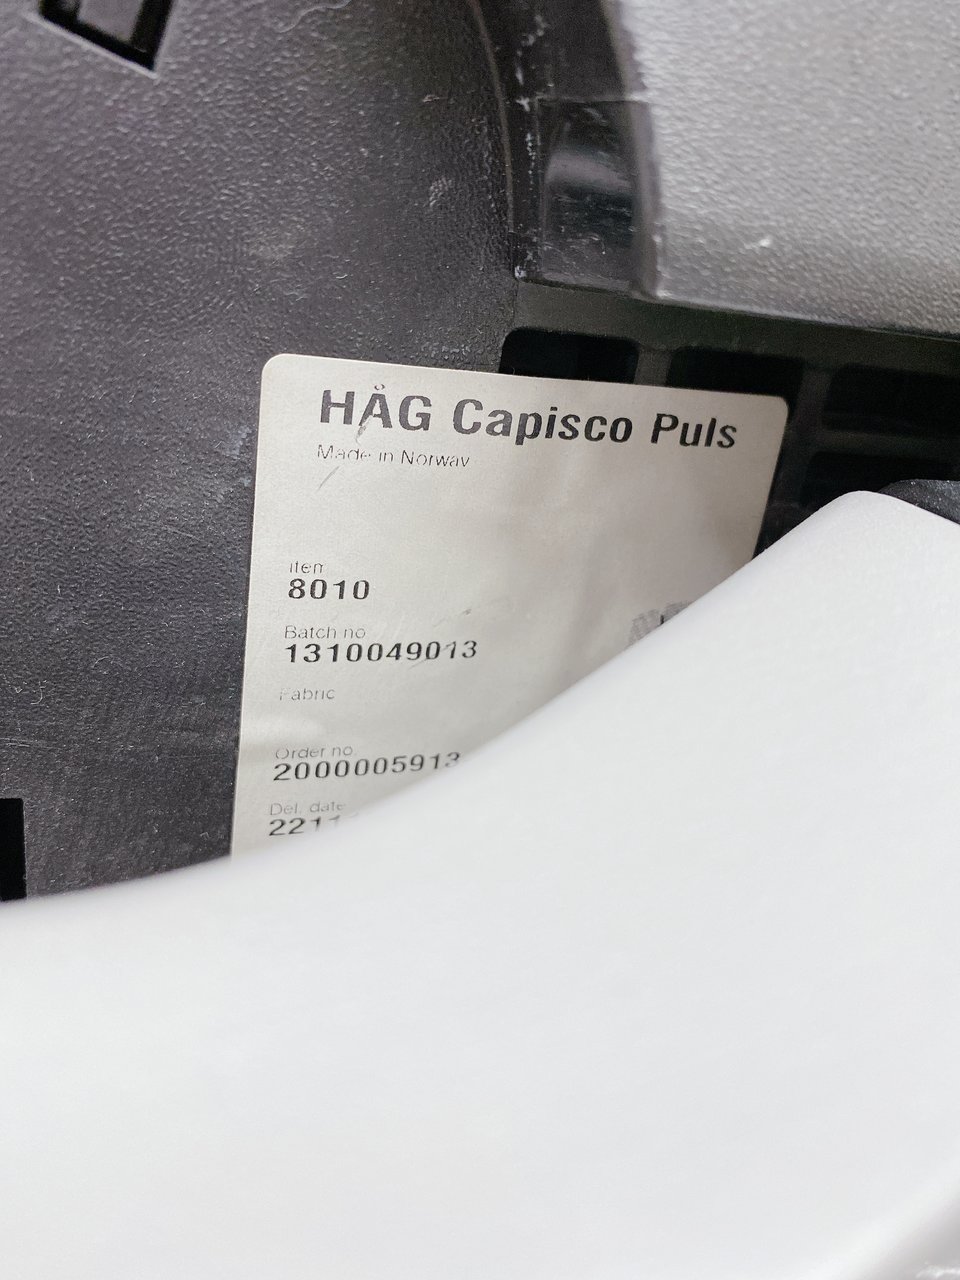 HÅG Capisco Puls
Made in Norway
Item
8010
Batch no
1310049013
Fabric
Order no.
2000005913
Del. date